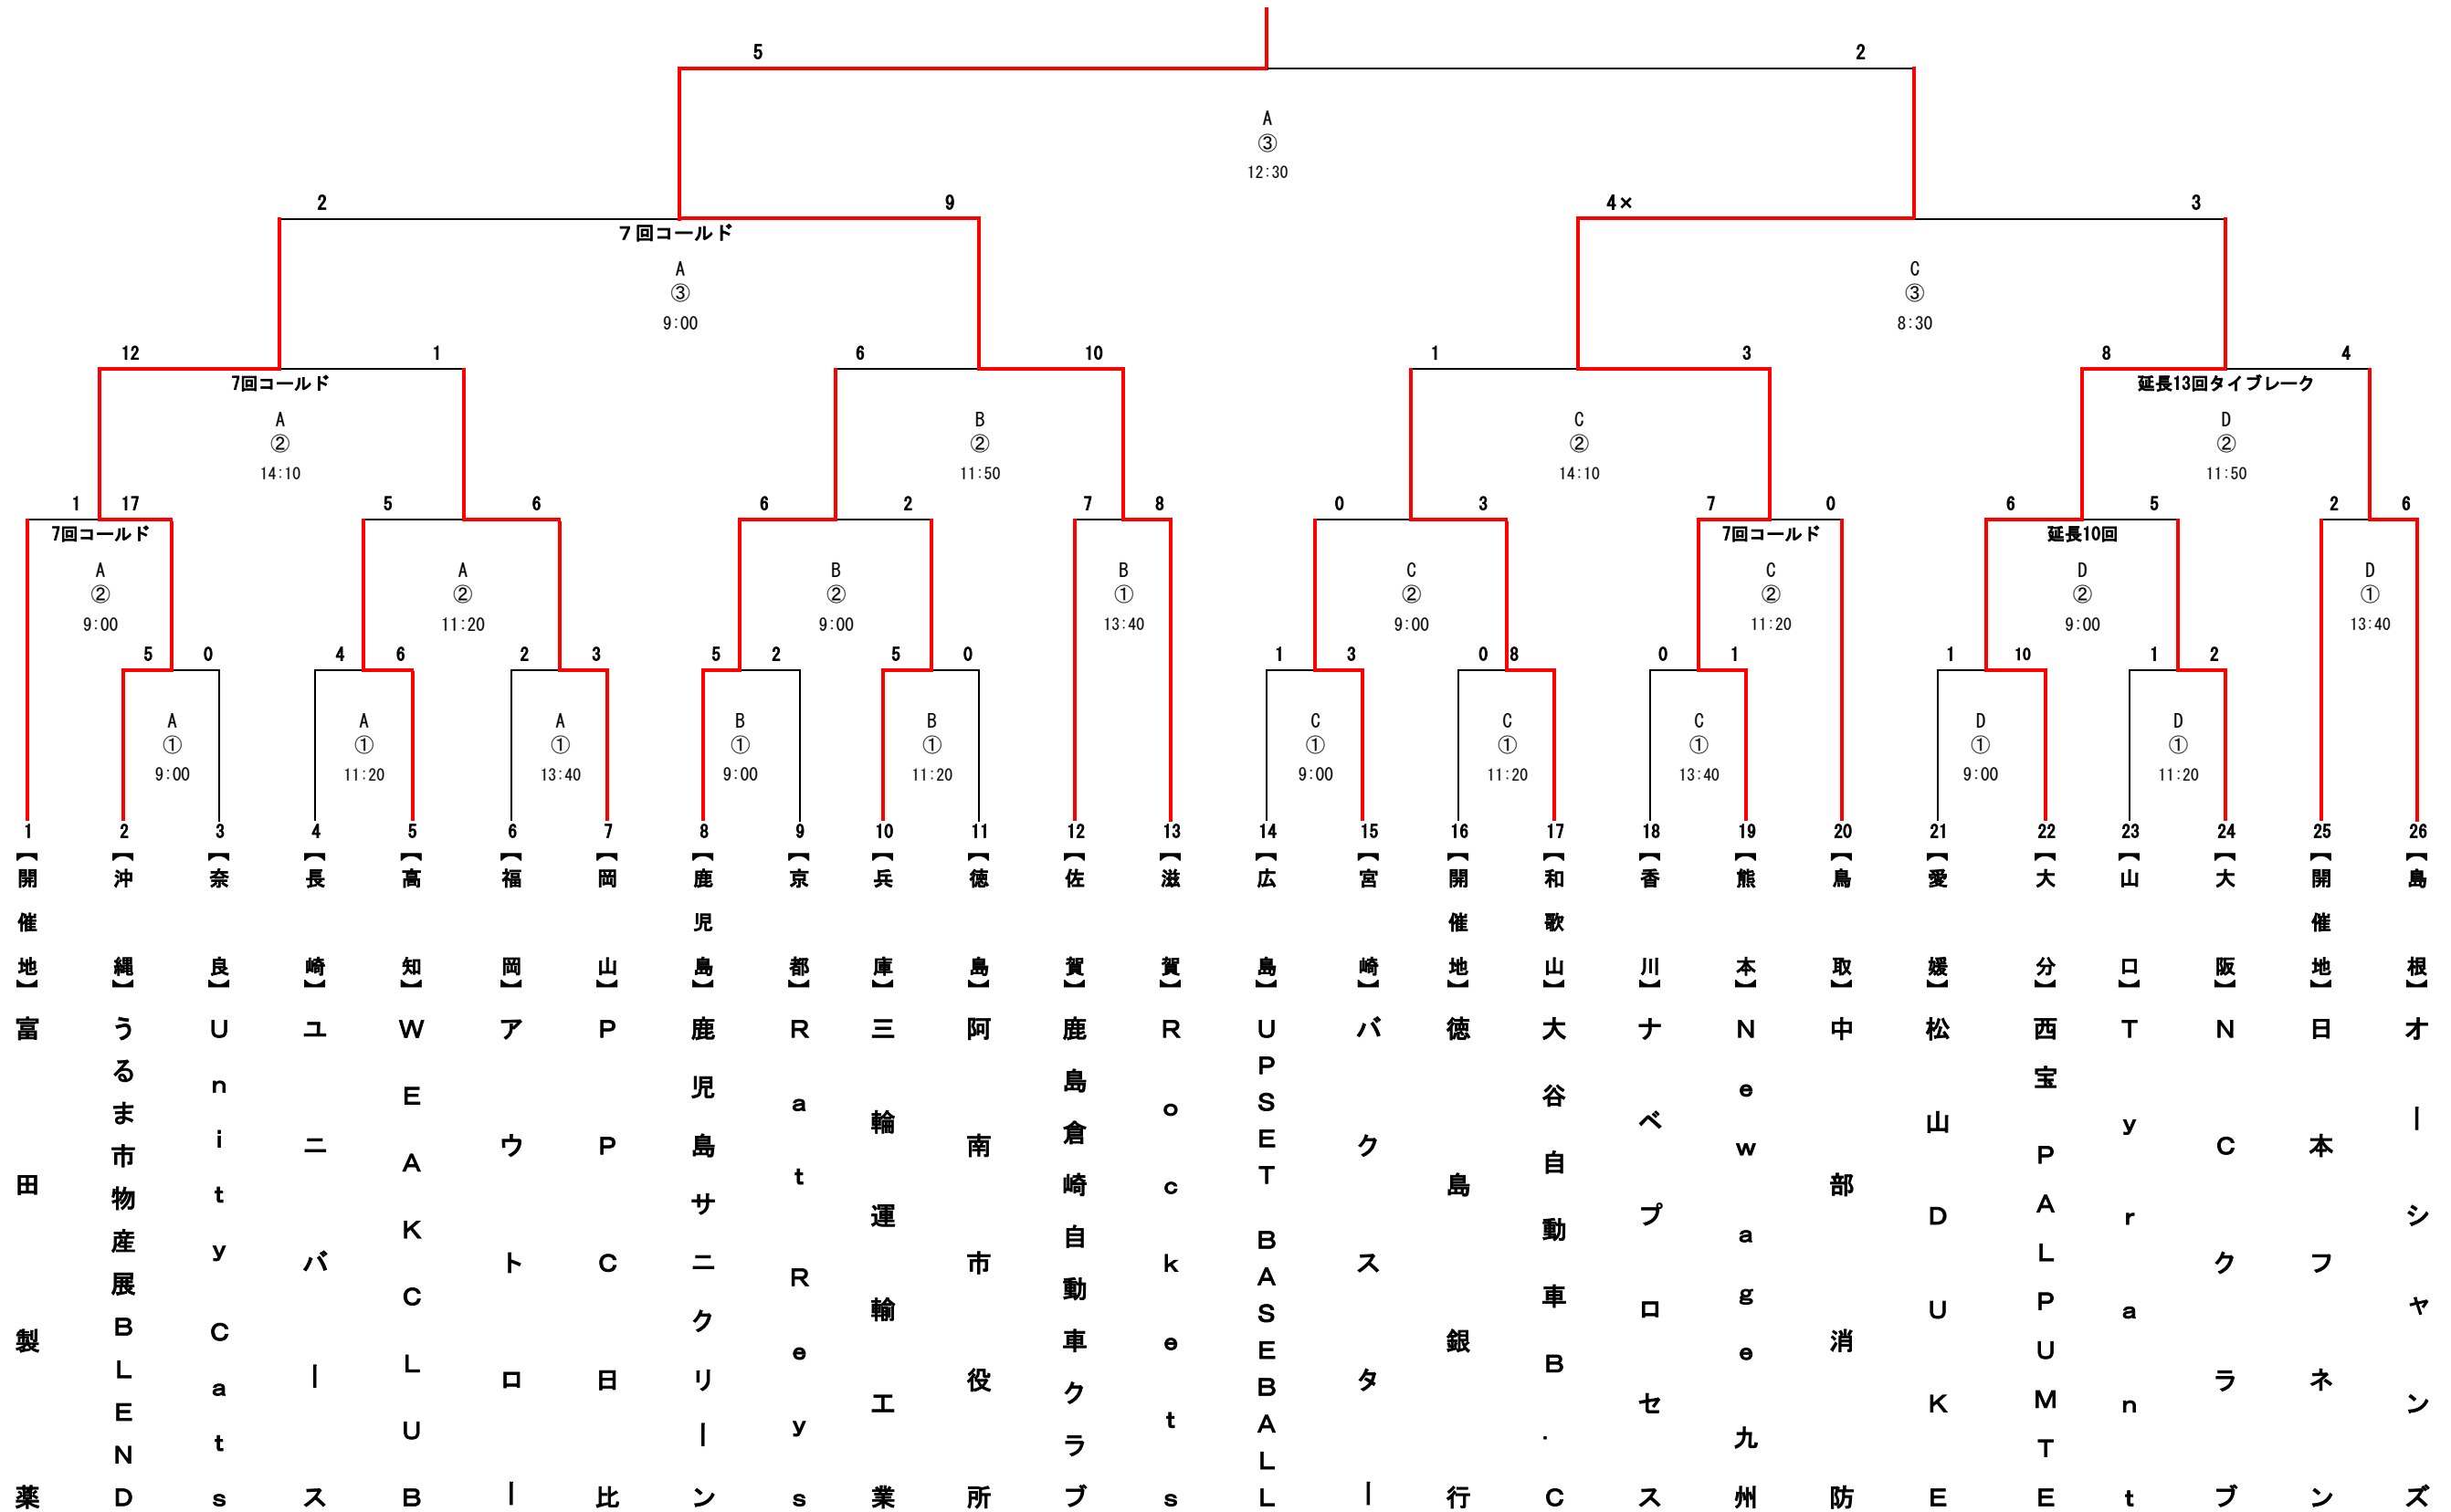 5 2
A
③
12:30
2 9 4× 3
７回コールド
A C
③ ③
9:00 8:30
12 1 6 10 1 3 8 4
7回コールド 延長13回タイブレーク
A B C D
② ② ② ②
14:10 11:50 14:10 11:50
1 17 5 6 6 2 7 8 0 3 7 0 6 5 2 6
7回コールド 7回コールド 延長10回
A A B B C C D D
② ② ② ① ② ② ② ①
9:00 11:20 9:00 13:40 9:00 11:20 9:00 13:40
5 0 4 6 2 3 5 2 5 0 1 3 0 8 0 1 1 10 1 2
A A A B B C C C D D
① ① ① ① ① ① ① ① ① ①
9:00 11:20 13:40 9:00 11:20 9:00 11:20 13:40 9:00 11:20
1 2 3 4 5 6 7 8 9 10 11 12 13 14 15 16 17 18 19 20 21 22 23 24 25 26
【開催地】富田製薬
【沖縄】うるま市物産展ＢＬＥＮＤ
【奈良】Ｕｎｉｔｙ Ｃａｔｓ
【長崎】ユニバース
【高知】ＷＥＡＫＣＬＵＢ
【福岡】アウトロー
【岡山】ＰＰＣ日比
【鹿児島】鹿児島サニクリーン
【京都】Ｒａｔ Ｒｅｙｓ
【兵庫】三輪運輸工業
【徳島】阿南市役所
【佐賀】鹿島倉崎自動車クラブ
【滋賀】Ｒｏｃｋｅｔｓ
【広島】ＵＰＳＥＴ ＢＡＳＥＢＡＬＬ
【宮崎】バクスター
【開催地】徳島銀行
【和歌山】大谷自動車Ｂ．Ｃ
【香川】ナベプロセス
【熊本】Ｎｅｗ ａｇｅ九州
【鳥取】中部消防
【愛媛】松山ＤＵＫＥ
【大分】西宝 ＰＡＬＰＵＭＴＥ
【山口】Ｔｙｒａｎｔ
【大阪】ＮＣクラブ
【開催地】日本フネン
【島根】オーシャンズ